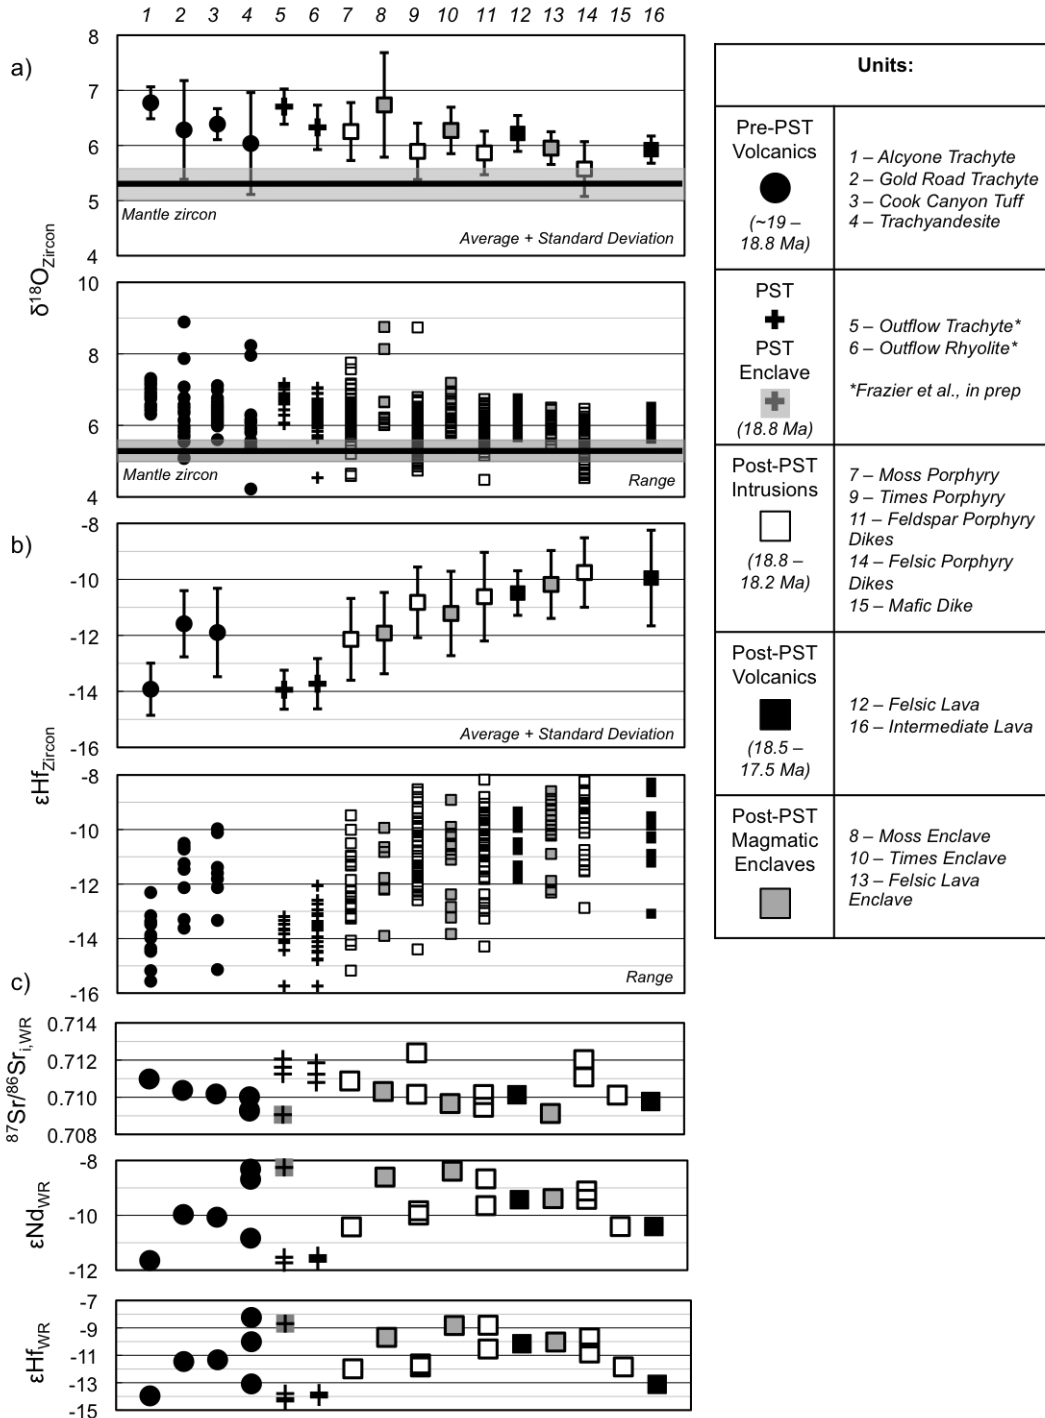 1 2 3 4 5 6 7 8 9 10 11 12 13 14 15 16
a)
8
7
6
5
4
Mantle zircon
Average + Standard Deviation
δ18OZircon
10
8
6
4
Mantle zircon
Range
b)
-8
-10
-12
-14
-16
Average + Standard Deviation
εHfZircon
-8
-10
-12
-14
-16
Range
c)
0.714
0.712
0.710
0.708
87Sr/86Sri,WR
-8
-10
-12
εNdWR
-7
-9
-11
-13
-15
εHfWR
Units:
Pre-PST
Volcanics
(~19 –
18.8 Ma)
1 – Alcyone Trachyte
2 – Gold Road Trachyte
3 – Cook Canyon Tuff
4 – Trachyandesite
PST
PST
Enclave
(18.8 Ma)
5 – Outflow Trachyte*
6 – Outflow Rhyolite*
*Frazier et al., in prep
Post-PST
Intrusions
(18.8 –
18.2 Ma)
7 – Moss Porphyry
9 – Times Porphyry
11 – Feldspar Porphyry
Dikes
14 – Felsic Porphyry
Dikes
15 – Mafic Dike
Post-PST
Volcanics
(18.5 –
17.5 Ma)
12 – Felsic Lava
16 – Intermediate Lava
Post-PST
Magmatic
Enclaves
8 – Moss Enclave
10 – Times Enclave
13 – Felsic Lava
Enclave